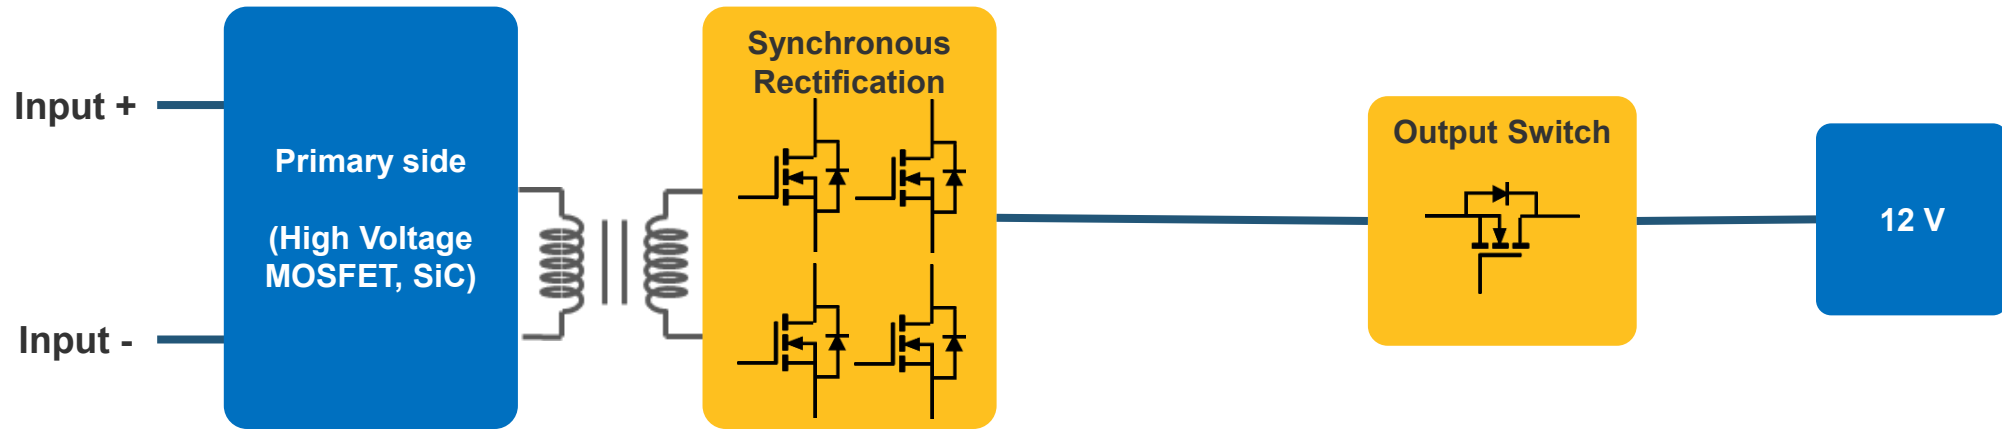 Input +
Input -
Primary side
(High Voltage
MOSFET, SiC)
Synchronous
Rectification
Output Switch
12 V